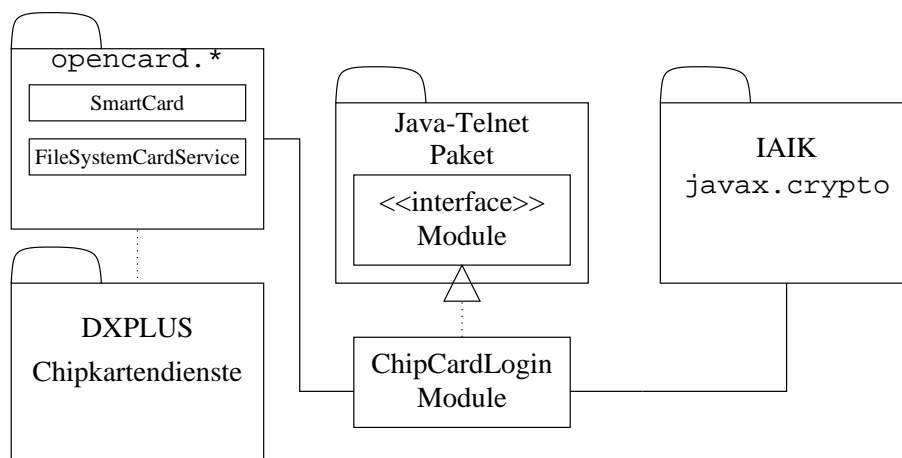 opencard.*
SmartCard
FileSystemCardService
DXPLUS
Chipkartendienste
Java-Telnet
Paket
<<interface>>
Module
ChipCardLogin
Module
IAIK
javax.crypto